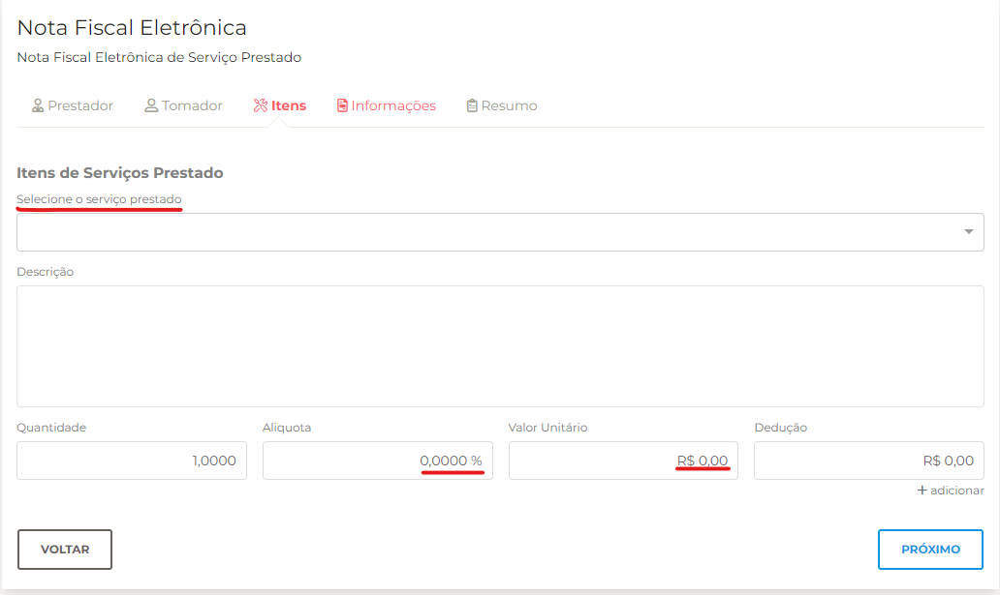 Nota Fiscal Eletrônica
Nota Fiscal Eletrônica de Serviço Prestado
Prestador Tomador Itens Informações Resumo
Itens de Serviços Prestado
Selecione o serviço prestado
Descrição
Quantidade Aliquota Valor Unitário Dedução
1,0000 0,0000 % R$ 0,00 R$ 0,00
+ adicionar
VOLTAR PRÓXIMO